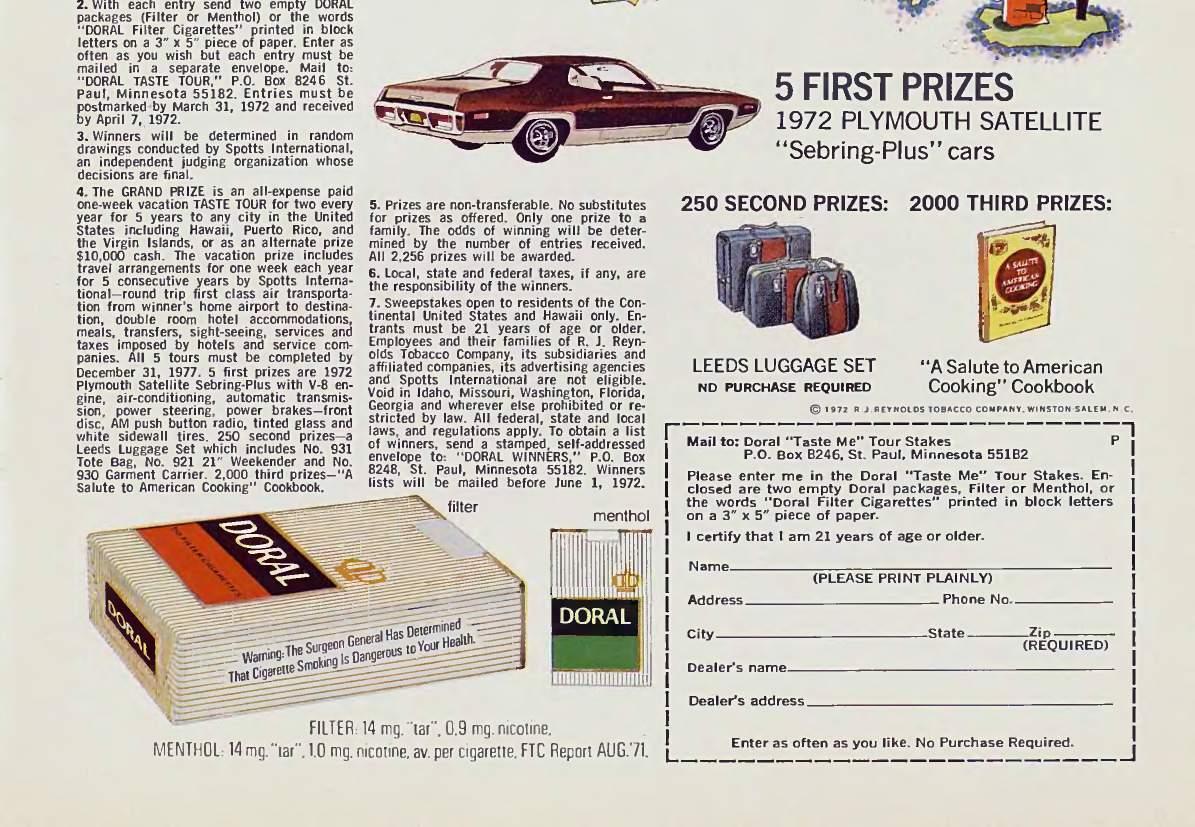 2. With each entry send two empty DORAL
packages (Filter or Menthol) or the words
"DORAL Filter Cigarettes" printed in block
letters on a 3" x 5" piece of paper. Enter as
often as you wish but each entry must be
mailed in a separate envelope. Mail to:
"DORAL TASTE TOUR," P.O. Box 8246 St.
Paul, Minnesota 55182. Entries must be
postmarked by March 31, 1972 and received
by April 7, 1972.
3. Winners will be determined in random
drawings conducted by Spotts International,
an independent judging organization whose
decisions are final.
4. The GRAND PRIZE is an all-expense paid
one-week vacation TASTE TOUR for two every
year for 5 years to any city in the United
States including Hawaii, Puerto Rico, and
the Virgin Islands, or as an alternate prize
$10,000 cash. The vacation prize includes
travel arrangements for one week each year
for 5 consecutive years by Spotts Interna-
tional—round trip first class air transporta-
tion from winner's home airport to destina-
tion, double room hotel accommodations,
meals, transfers, sight-seeing, services and
taxes imposed by hotels and service com-
panies. All 5 tours must be completed by
December 31, 1977. 5 first prizes are 1972
Plymouth Satellite Sebring-Plus with V-8 en-
gine, air-conditioning, automatic transmis-
sion, power steering, power brakes—front
disc, AM push button radio, tinted glass and
white sidewall tires. 250 second prizes—a
Leeds Luggage Set which includes No. 931
Tote Bag, No. 921 21" Weekender and No.
930 Garment Carrier. 2,000 third prizes—"A
Salute to American Cooking" Cookbook.
5. Prizes are non-transferable. No substitutes
for prizes as offered. Only one prize to a
family. The odds of winning will be deter-
mined by the number of entries received.
All 2,256 prizes will be awarded.
6. Local, state and federal taxes, if any, are
the responsibility of the winners.
7. Sweepstakes open to residents of the Con-
tinental United States and Hawaii only. En-
trants must be 21 years of age or older.
Employees and their families of R. J. Reyn-
olds Tobacco Company, its subsidiaries and
affiliated companies, its advertising agencies
and Spotts International are not eligible.
Void in Idaho, Missouri, Washington, Florida,
Georgia and wherever else prohibited or re-
stricted by law. All federal, state and local
laws, and regulations apply. To obtain a list
of winners, send a stamped, self-addressed
envelope to: "DORAL WINNERS," P.O. Box
8248, St. Paul, Minnesota 55182. Winners
lists will be mailed before June 1, 1972.
5 FIRST PRIZES
1972 PLYMOUTH SATELLITE
"Sebring-Plus" cars
250 SECOND PRIZES:
2000 THIRD PRIZES:
A SALUTE
TO
AMERICAN
COOKING
LEEDS LUGGAGE SET
NO PURCHASE REQUIRED
"A Salute to American
Cooking" Cookbook
© 1972 R.J. REYNOLDS TOBACCO COMPANY, WINSTON-SALEM, N.C.
Mail to: Doral "Taste Me" Tour Stakes P
P.O. Box 8246, St. Paul, Minnesota 55182
Please enter me in the Doral "Taste Me" Tour Stakes. En-
closed are two empty Doral packages, Filter or Menthol, or
the words "Doral Filter Cigarettes" printed in block letters
on a 3" x 5" piece of paper.
I certify that I am 21 years of age or older.
Name
(PLEASE PRINT PLAINLY)
Address Phone No.
City State Zip
(REQUIRED)
Dealer's name
Dealer's address
Enter as often as you like. No Purchase Required.
filter
menthol
DORAL
FILTER CIGARETTES
DORAL
Warning: The Surgeon General Has Determined
That Cigarette Smoking Is Dangerous to Your Health.
DORAL
FILTER: 14 mg. "tar", 0.9 mg. nicotine,
MENTHOL: 14 mg. "tar", 1.0 mg. nicotine, av. per cigarette, FTC Report AUG.'71.